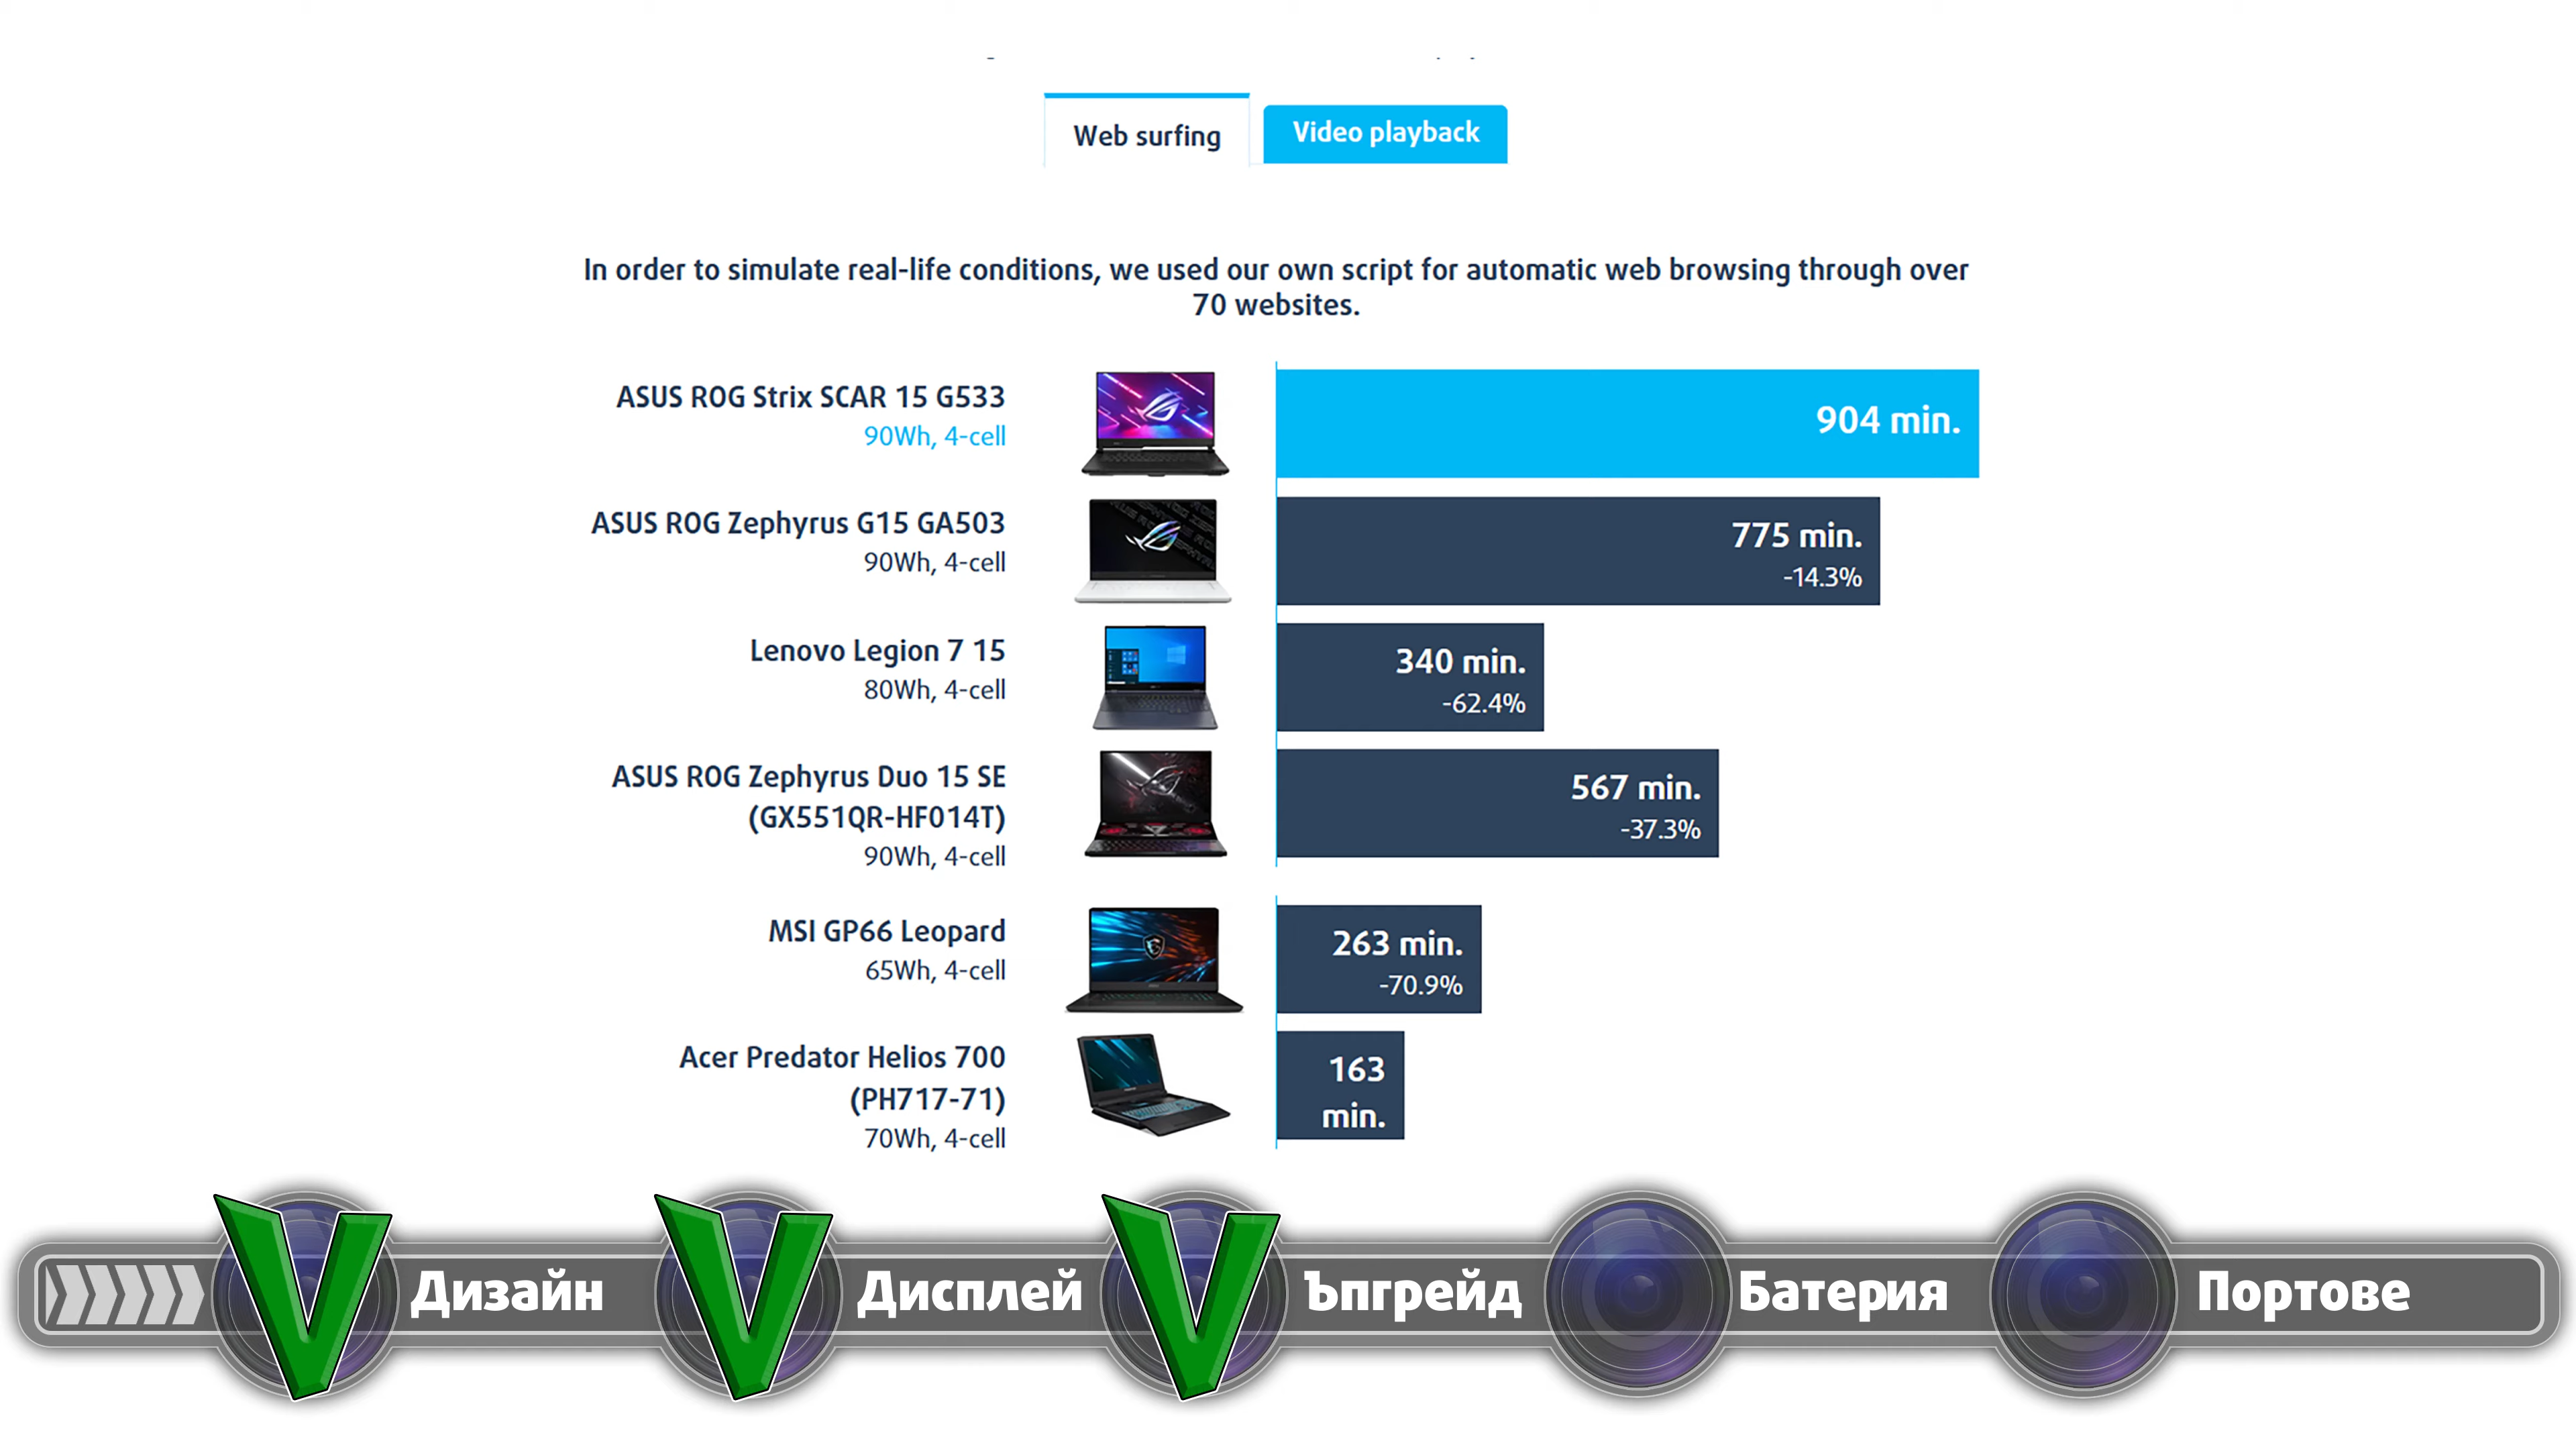 Web surfing
Video playback
In order to simulate real-life conditions, we used our own script for automatic web browsing through over
70 websites.
ASUS ROG Strix SCAR 15 G533
90Wh, 4-cell
904 min.
ASUS ROG Zephyrus G15 GA503
90Wh, 4-cell
775 min.
-14.3%
Lenovo Legion 7 15
80Wh, 4-cell
340 min.
-62.4%
ASUS ROG Zephyrus Duo 15 SE
(GX551QR-HF014T)
90Wh, 4-cell
567 min.
-37.3%
MSI GP66 Leopard
65Wh, 4-cell
263 min.
-70.9%
Acer Predator Helios 700
(PH717-71)
70Wh, 4-cell
163
min.
Дизайн
Дисплей
Ъпгрейд
Батерия
Портове